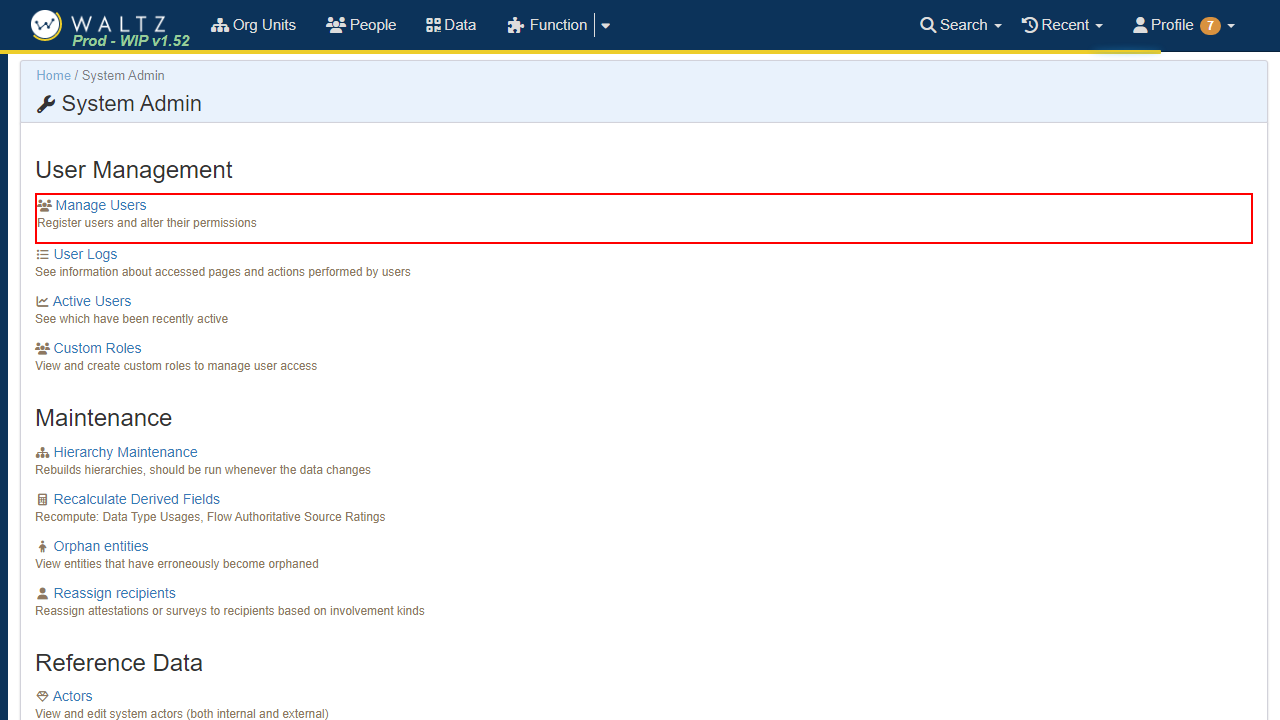 WALTZ
Prod - WIP v1.52
Org Units
People
Data
Function
Search
Recent
Profile 7
Home / System Admin
System Admin
User Management
Manage Users
Register users and alter their permissions
User Logs
See information about accessed pages and actions performed by users
Active Users
See which have been recently active
Custom Roles
View and create custom roles to manage user access
Maintenance
Hierarchy Maintenance
Rebuilds hierarchies, should be run whenever the data changes
Recalculate Derived Fields
Recompute: Data Type Usages, Flow Authoritative Source Ratings
Orphan entities
View entities that have erroneously become orphaned
Reassign recipients
Reassign attestations or surveys to recipients based on involvement kinds
Reference Data
Actors
View and edit system actors (both internal and external)